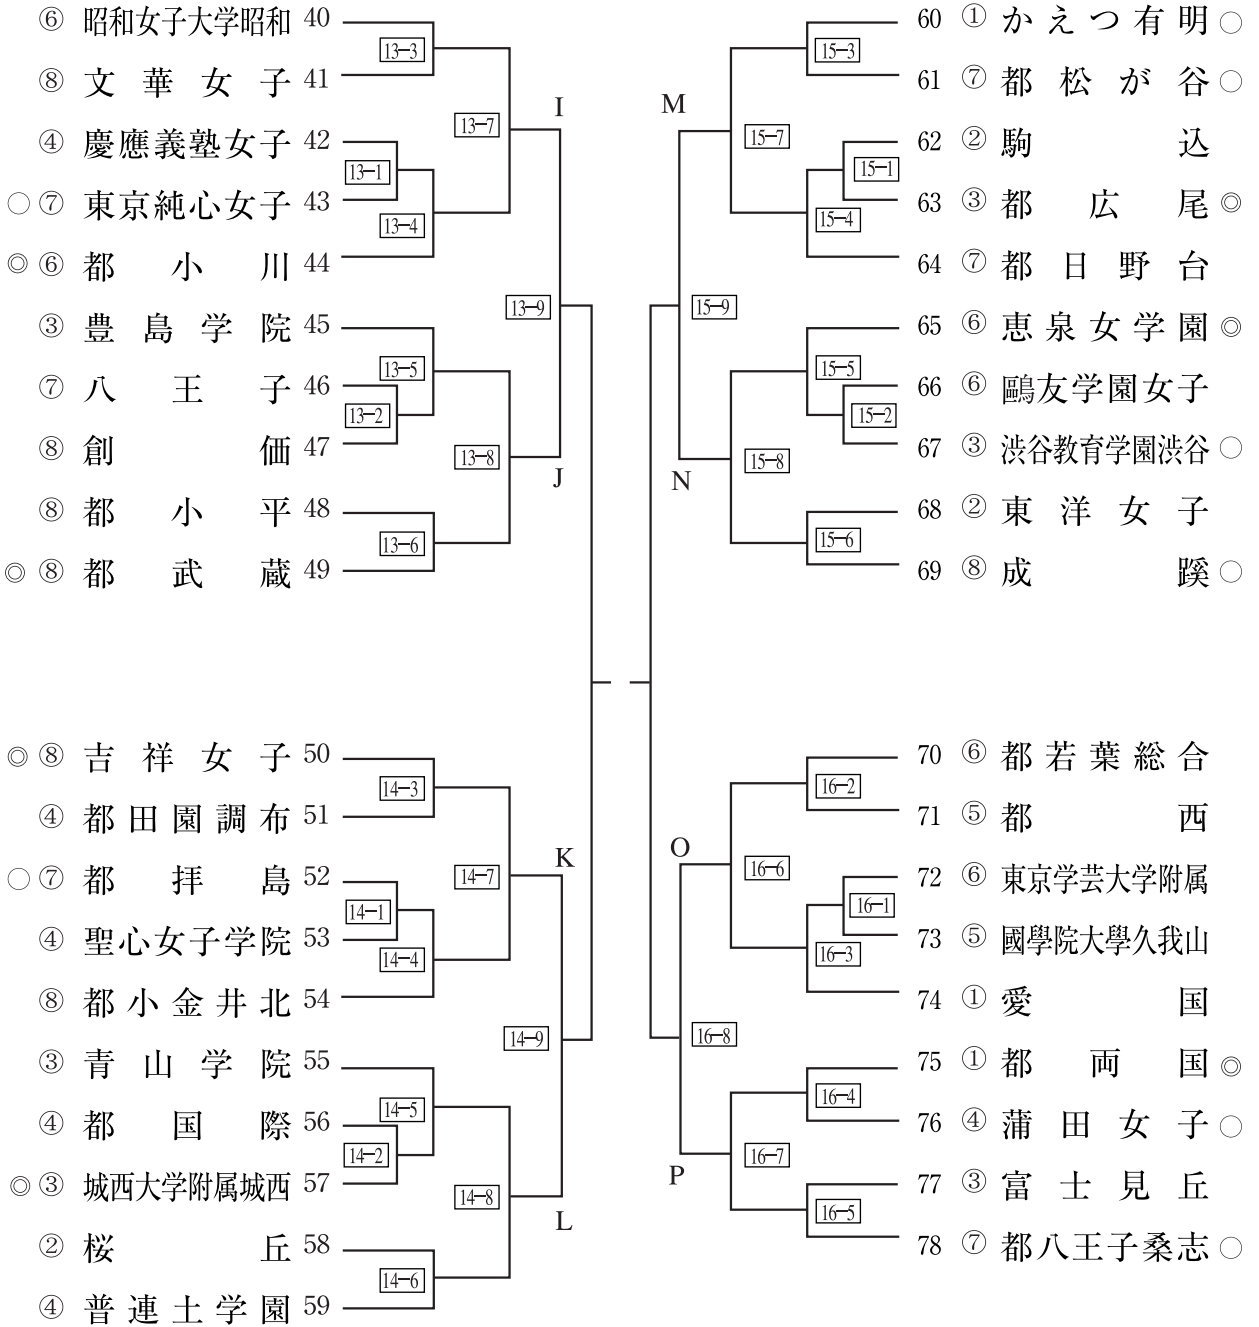 ⑥ 昭和女子大学昭和 40
13-3
⑧ 文華女子 41
④ 慶應義塾女子 42
13-1
○ ⑦ 東京純心女子 43
13-4
◎ ⑥ 都小川 44
13-7
I
③ 豊島学院 45
13-5
⑦ 八王子 46
13-2
⑧ 創価 47
13-8
⑧ 都小平 48
13-6
◎ ⑧ 都武蔵 49
J
13-9
◎ ⑧ 吉祥女子 50
14-3
④ 都田園調布 51
○ ⑦ 都拝島 52
14-1
④ 聖心女子学院 53
14-4
⑧ 都小金井北 54
14-7
K
③ 青山学院 55
14-5
④ 都国際 56
14-2
◎ ③ 城西大学附属城西 57
14-8
② 桜丘 58
14-6
④ 普連土学園 59
L
14-9
60 ① かえつ有明 ○
15-3
61 ⑦ 都松が谷 ○
62 ② 駒込
15-1
63 ③ 都広尾 ◎
15-4
64 ⑦ 都日野台
15-7
M
65 ⑥ 恵泉女学園 ◎
15-5
66 ⑥ 鷗友学園女子
15-2
67 ③ 渋谷教育学園渋谷 ○
15-8
68 ② 東洋女子
15-6
69 ⑧ 成蹊 ○
N
15-9
70 ⑥ 都若葉総合
16-2
71 ⑤ 都西
72 ⑥ 東京学芸大学附属
16-1
73 ⑤ 國學院大學久我山
16-3
74 ① 愛国
16-6
O
75 ① 都両国 ◎
16-4
76 ④ 蒲田女子 ○
77 ③ 富士見丘
16-5
78 ⑦ 都八王子桑志 ○
16-7
P
16-8